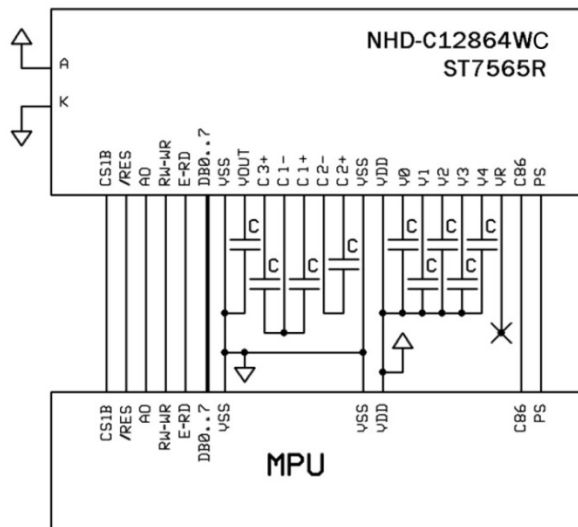 NHD-C12864WC
ST7565R
A
K
CS1B /RES A0 RW-WR E-RD DB0..7 VSS VOUT C3+ C1- C1+ C2- C2+ VSS VDD V0 V1 V2 V3 V4 VR C86 PS
C C C C
C C C C C
CS1B /RES A0 RW-WR E-RD DB0..7 VSS VSS VDD C86 PS
MPU